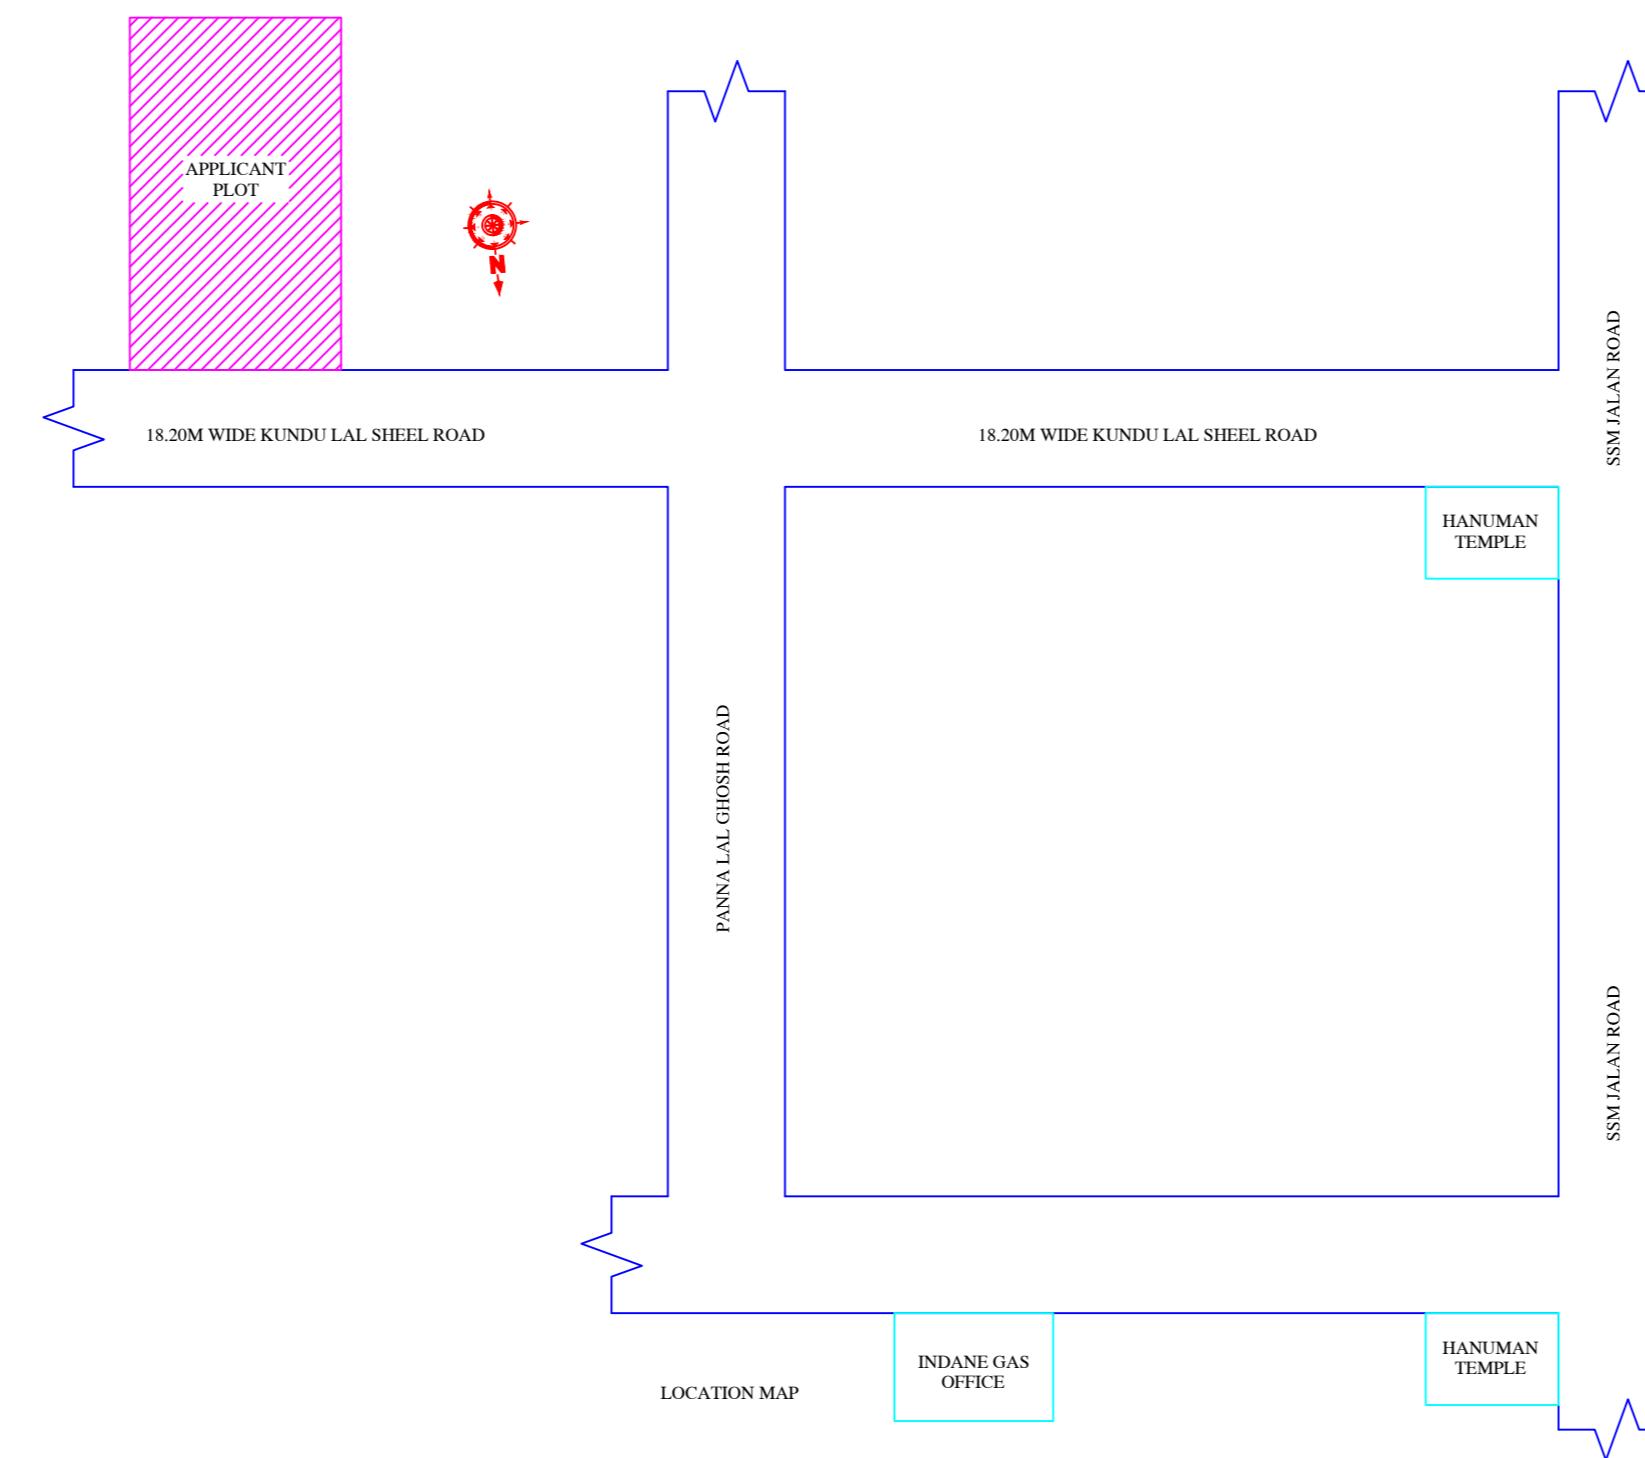 APPLICANT
PLOT
N
18.20M WIDE KUNDU LAL SHEEL ROAD
18.20M WIDE KUNDU LAL SHEEL ROAD
SSM JALAN ROAD
HANUMAN
TEMPLE
PANNA LAL GHOSH ROAD
SSM JALAN ROAD
INDANE GAS
OFFICE
HANUMAN
TEMPLE
LOCATION MAP